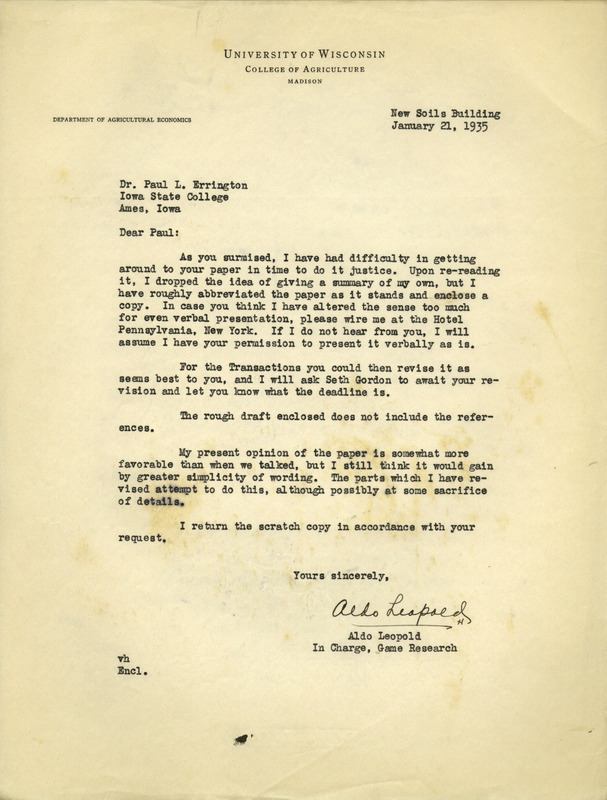 UNIVERSITY OF WISCONSIN
COLLEGE OF AGRICULTURE
MADISON
DEPARTMENT OF AGRICULTURAL ECONOMICS
New Soils Building
January 21, 1935
Dr. Paul L. Errington
Iowa State College
Ames, Iowa
Dear Paul:
As you surmised, I have had difficulty in getting
around to your paper in time to do it justice. Upon re-reading
it, I dropped the idea of giving a summary of my own, but I
have roughly abbreviated the paper as it stands and enclose a
copy. In case you think I have altered the sense too much
for even verbal presentation, please wire me at the Hotel
Pennsylvania, New York. If I do not hear from you, I will
assume I have your permission to present it verbally as is.
For the Transactions you could then revise it as
seems best to you, and I will ask Seth Gordon to await your re-
vision and let you know what the deadline is.
The rough draft enclosed does not include the refer-
ences.
My present opinion of the paper is somewhat more
favorable than when we talked, but I still think it would gain
by greater simplicity of wording. The parts which I have re-
vised attempt to do this, although possibly at some sacrifice
of details.
I return the scratch copy in accordance with your
request.
Yours sincerely,
Aldo Leopold
H
Aldo Leopold
In Charge, Game Research
vh
Encl.